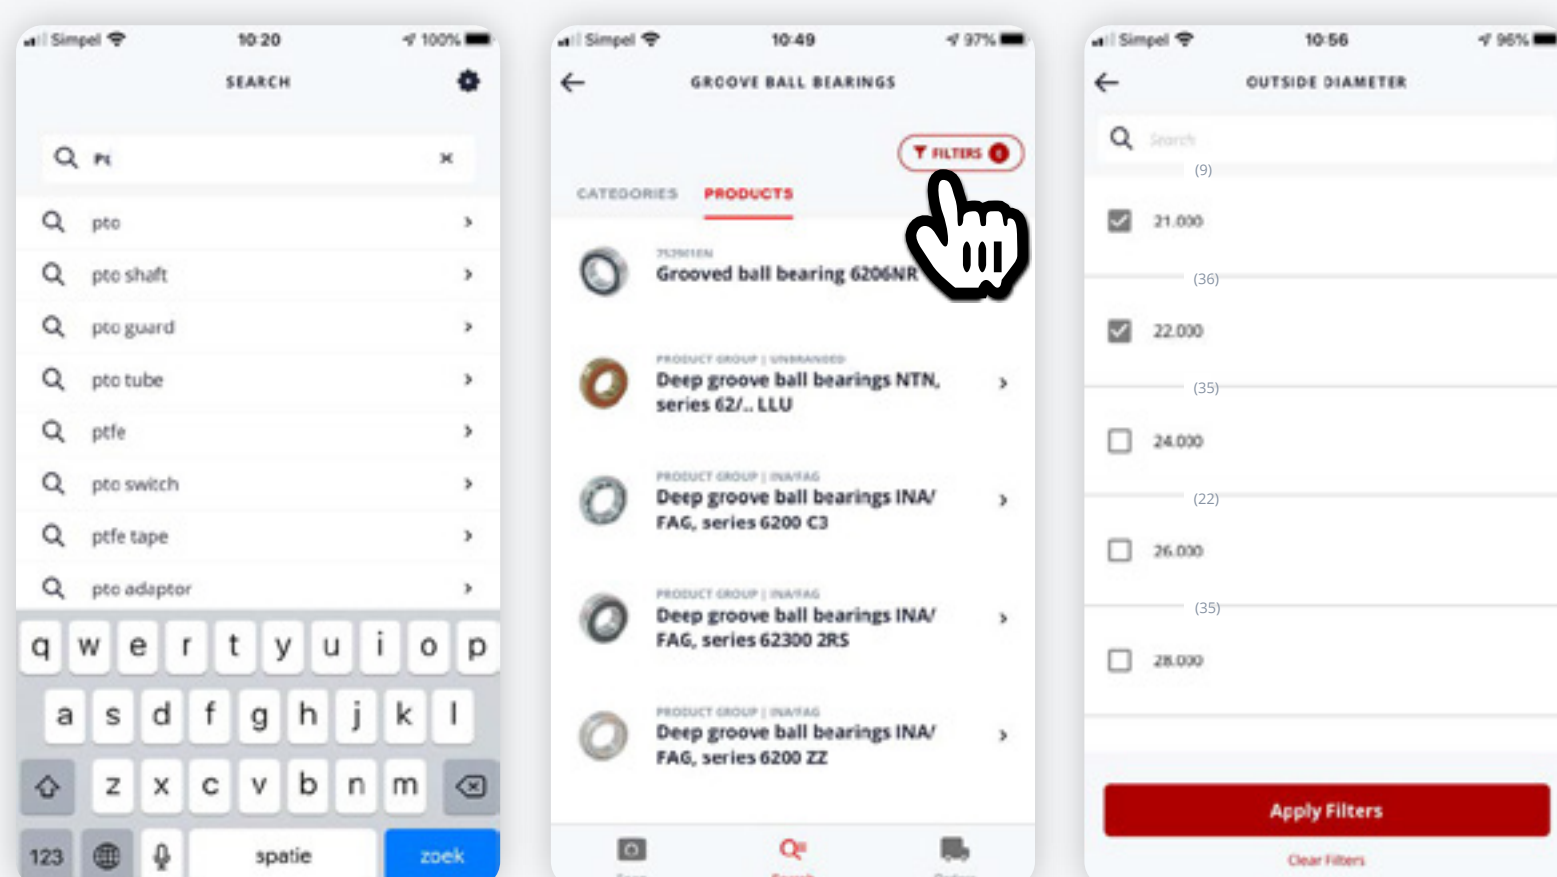 Simpel 10:20 100%
SEARCH
pt
pto
pto shaft
pto guard
pto tube
ptfe
pto switch
ptfe tape
pto adaptor
q w e r t y u i o p
a s d f g h j k l
z x c v b n m
123 spatie zoek
Simpel 10:49 97%
GROOVE BALL BEARINGS
FILTERS
CATEGORIES PRODUCTS
Grooved ball bearing 6206NR
PRODUCT GROUP | UNBRANDED
Deep groove ball bearings NTN,
series 62/.. LLU
PRODUCT GROUP | INA/FAG
Deep groove ball bearings INA/
FAG, series 6200 C3
PRODUCT GROUP | INA/FAG
Deep groove ball bearings INA/
FAG, series 62300 2RS
PRODUCT GROUP | INA/FAG
Deep groove ball bearings INA/
FAG, series 6200 ZZ
Simpel 10:56 96%
OUTSIDE DIAMETER
Search
(9)
21.000
(36)
22.000
(35)
24.000
(22)
26.000
(35)
28.000
Apply Filters
Clear Filters